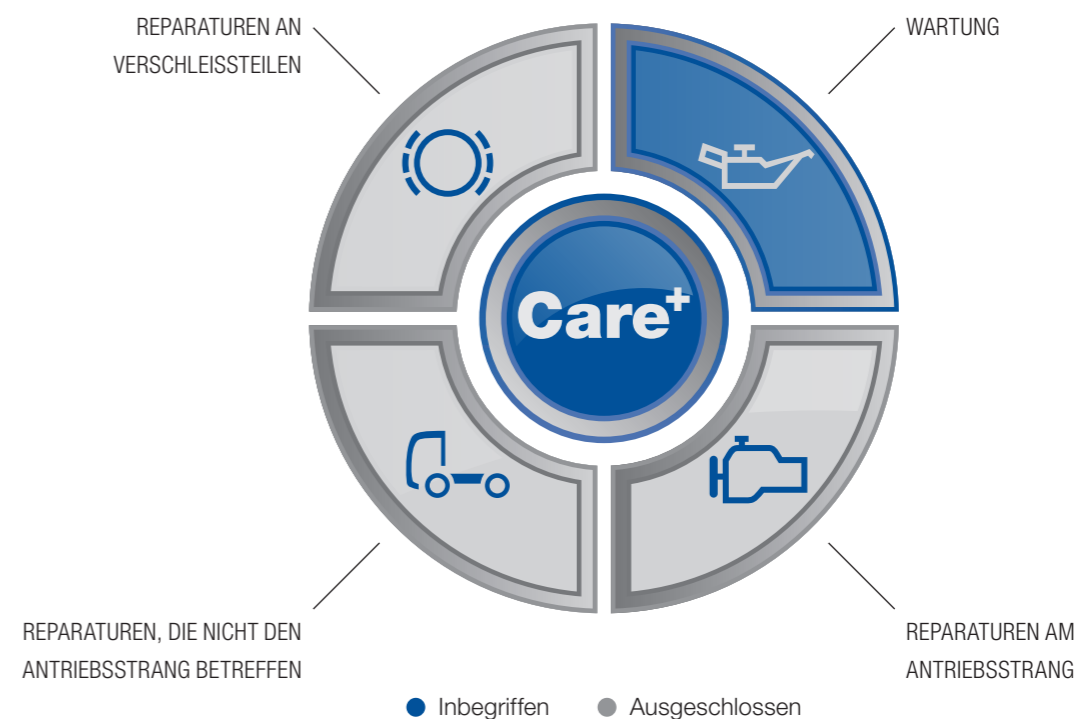 REPARATUREN AN
VERSCHLEISSTEILEN
WARTUNG
Care+
REPARATUREN, DIE NICHT DEN
ANTRIEBSSTRANG BETREFFEN
REPARATUREN AM
ANTRIEBSSTRANG
Inbegriffen
Ausgeschlossen